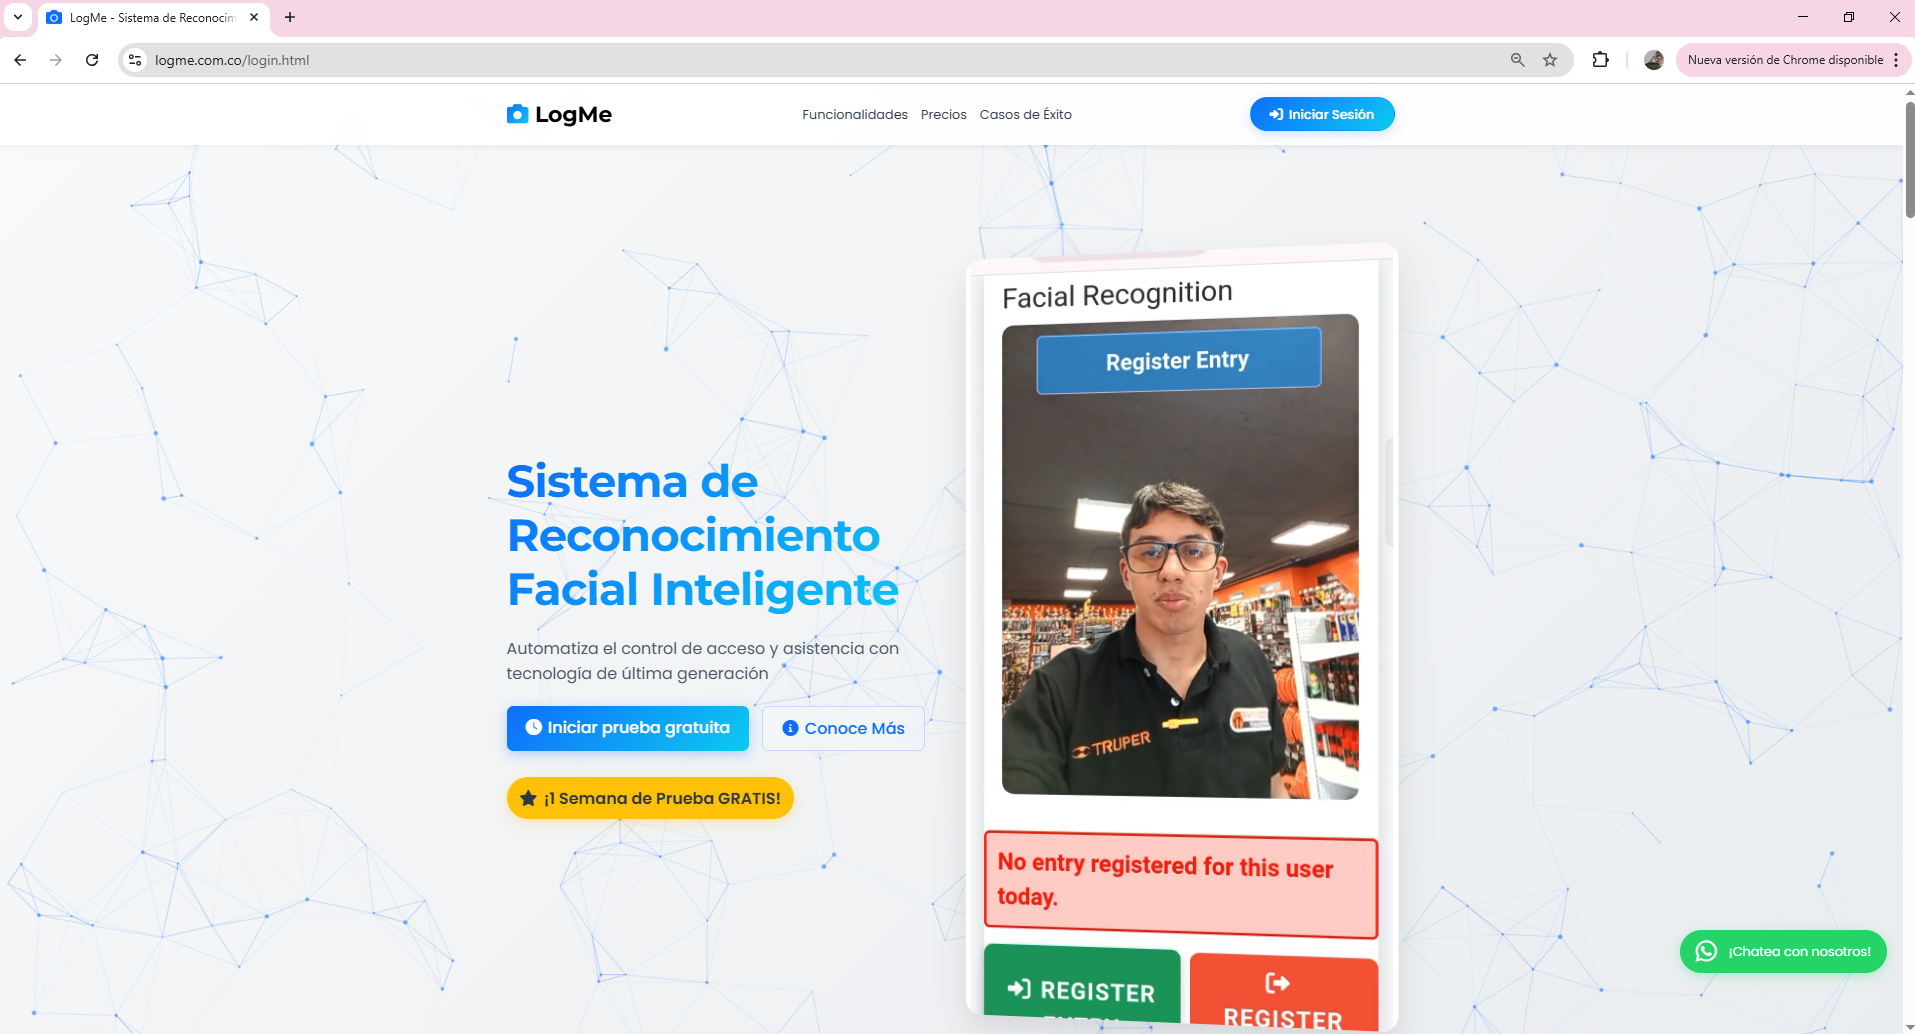 LogMe - Sistema de Reconocim
logme.com.co/login.html
Nueva versión de Chrome disponible
LogMe
Funcionalidades
Precios
Casos de Éxito
Iniciar Sesión
Sistema de
Reconocimiento
Facial Inteligente
Automatiza el control de acceso y asistencia con
tecnología de última generación
Iniciar prueba gratuita
Conoce Más
¡1 Semana de Prueba GRATIS!
Facial Recognition
Register Entry
TRUPER
No entry registered for this user
today.
REGISTER
REGISTER
¡Chatea con nosotros!